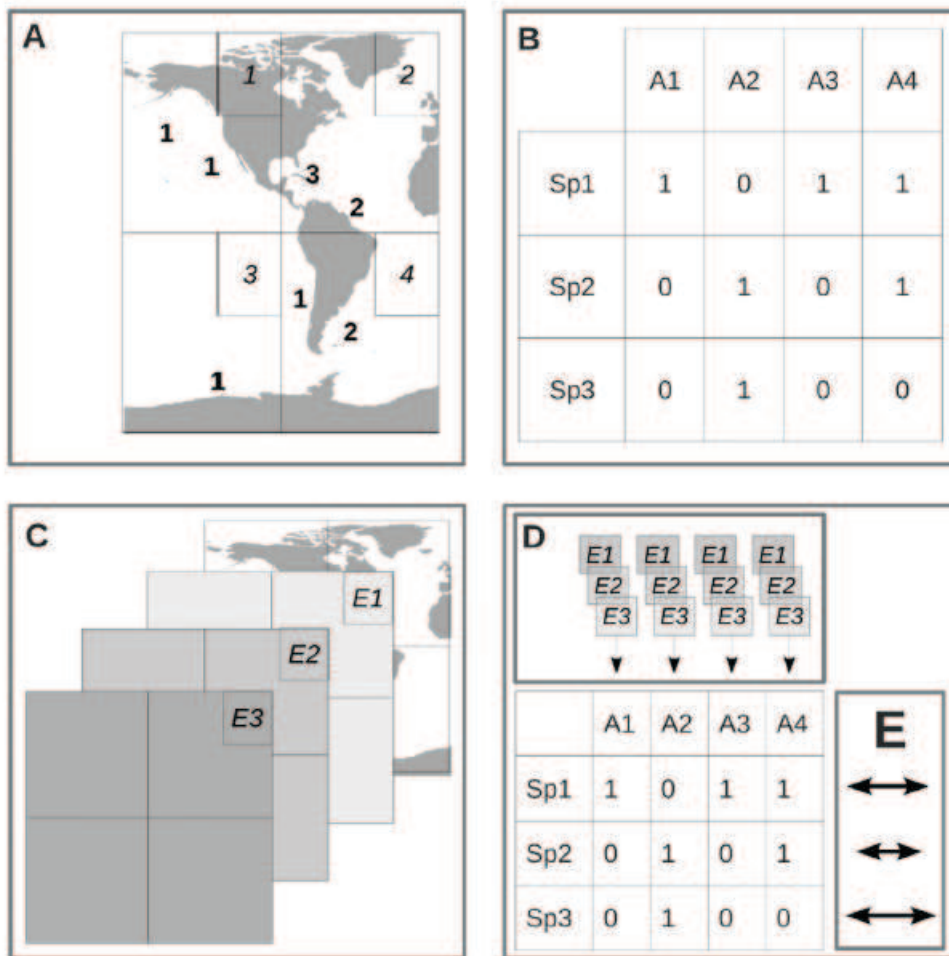 A
1 2
1
1
3
2
3 4
1
2
1
B
A1 A2 A3 A4
Sp1 1 0 1 1
Sp2 0 1 0 1
Sp3 0 1 0 0
C
E1
E2
E3
D
E1 E1 E1 E1
E2 E2 E2 E2
E3 E3 E3 E3
A1 A2 A3 A4
Sp1 1 0 1 1
Sp2 0 1 0 1
Sp3 0 1 0 0
E